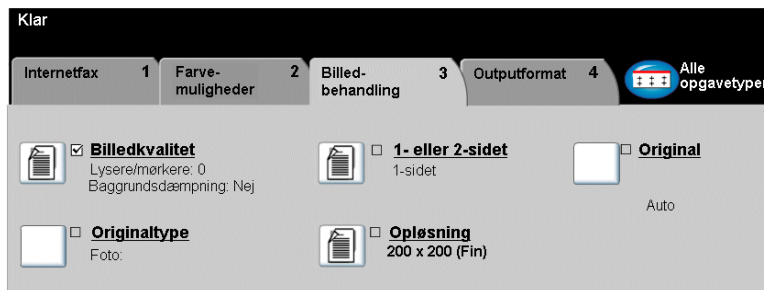 Klar
Internetfax 1
Farve-
muligheder 2
Billed-
behandling 3
Outputformat 4
Alle
opgavetyper
Billedkvalitet
Lysere/mørkere: 0
Baggrundsdæmpning: Nej
1- eller 2-sidet
1-sidet
Original
Auto
Originaltype
Foto:
Opløsning
200 x 200 (Fin)